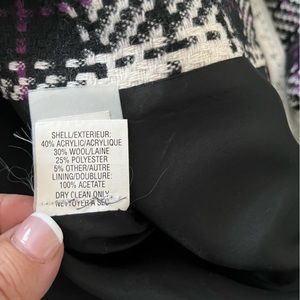 SHELL/EXTERIEUR:
40% ACRYLIC/ACRYLIQUE
30% WOOL/LAINE
25% POLYESTER
5% OTHER/AUTRE
LINING/DOUBLURE:
100% ACETATE
DRY CLEAN ONLY
NETTOYER A SEC